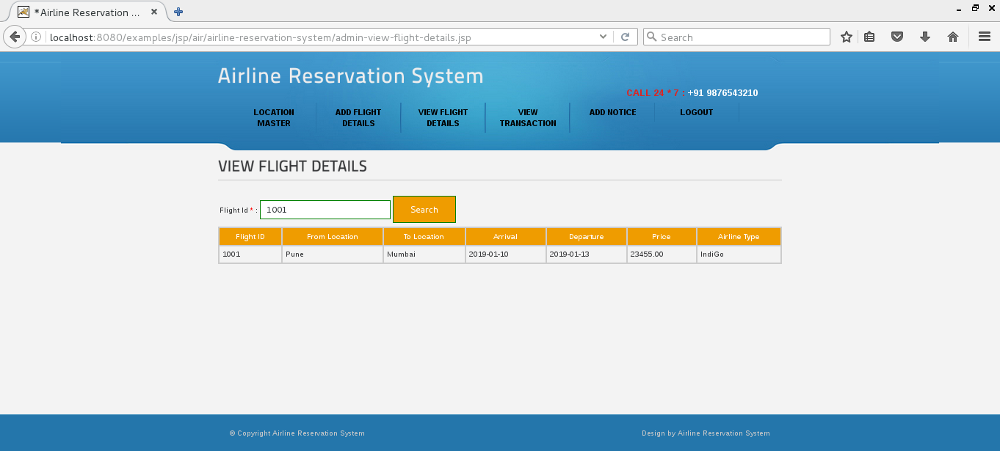 *Airline Reservation ...
localhost:8080/examples/jsp/air/airline-reservation-system/admin-view-flight-details.jsp
Search
Airline Reservation System
CALL 24 * 7 : +91 9876543210
LOCATION MASTER
ADD FLIGHT DETAILS
VIEW FLIGHT DETAILS
VIEW TRANSACTION
ADD NOTICE
LOGOUT
VIEW FLIGHT DETAILS
Flight Id * : 1001 Search
Flight ID From Location To Location Arrival Departure Price Airline Type
1001 Pune Mumbai 2019-01-10 2019-01-13 23455.00 IndiGo
© Copyright Airline Reservation System
Design by Airline Reservation System